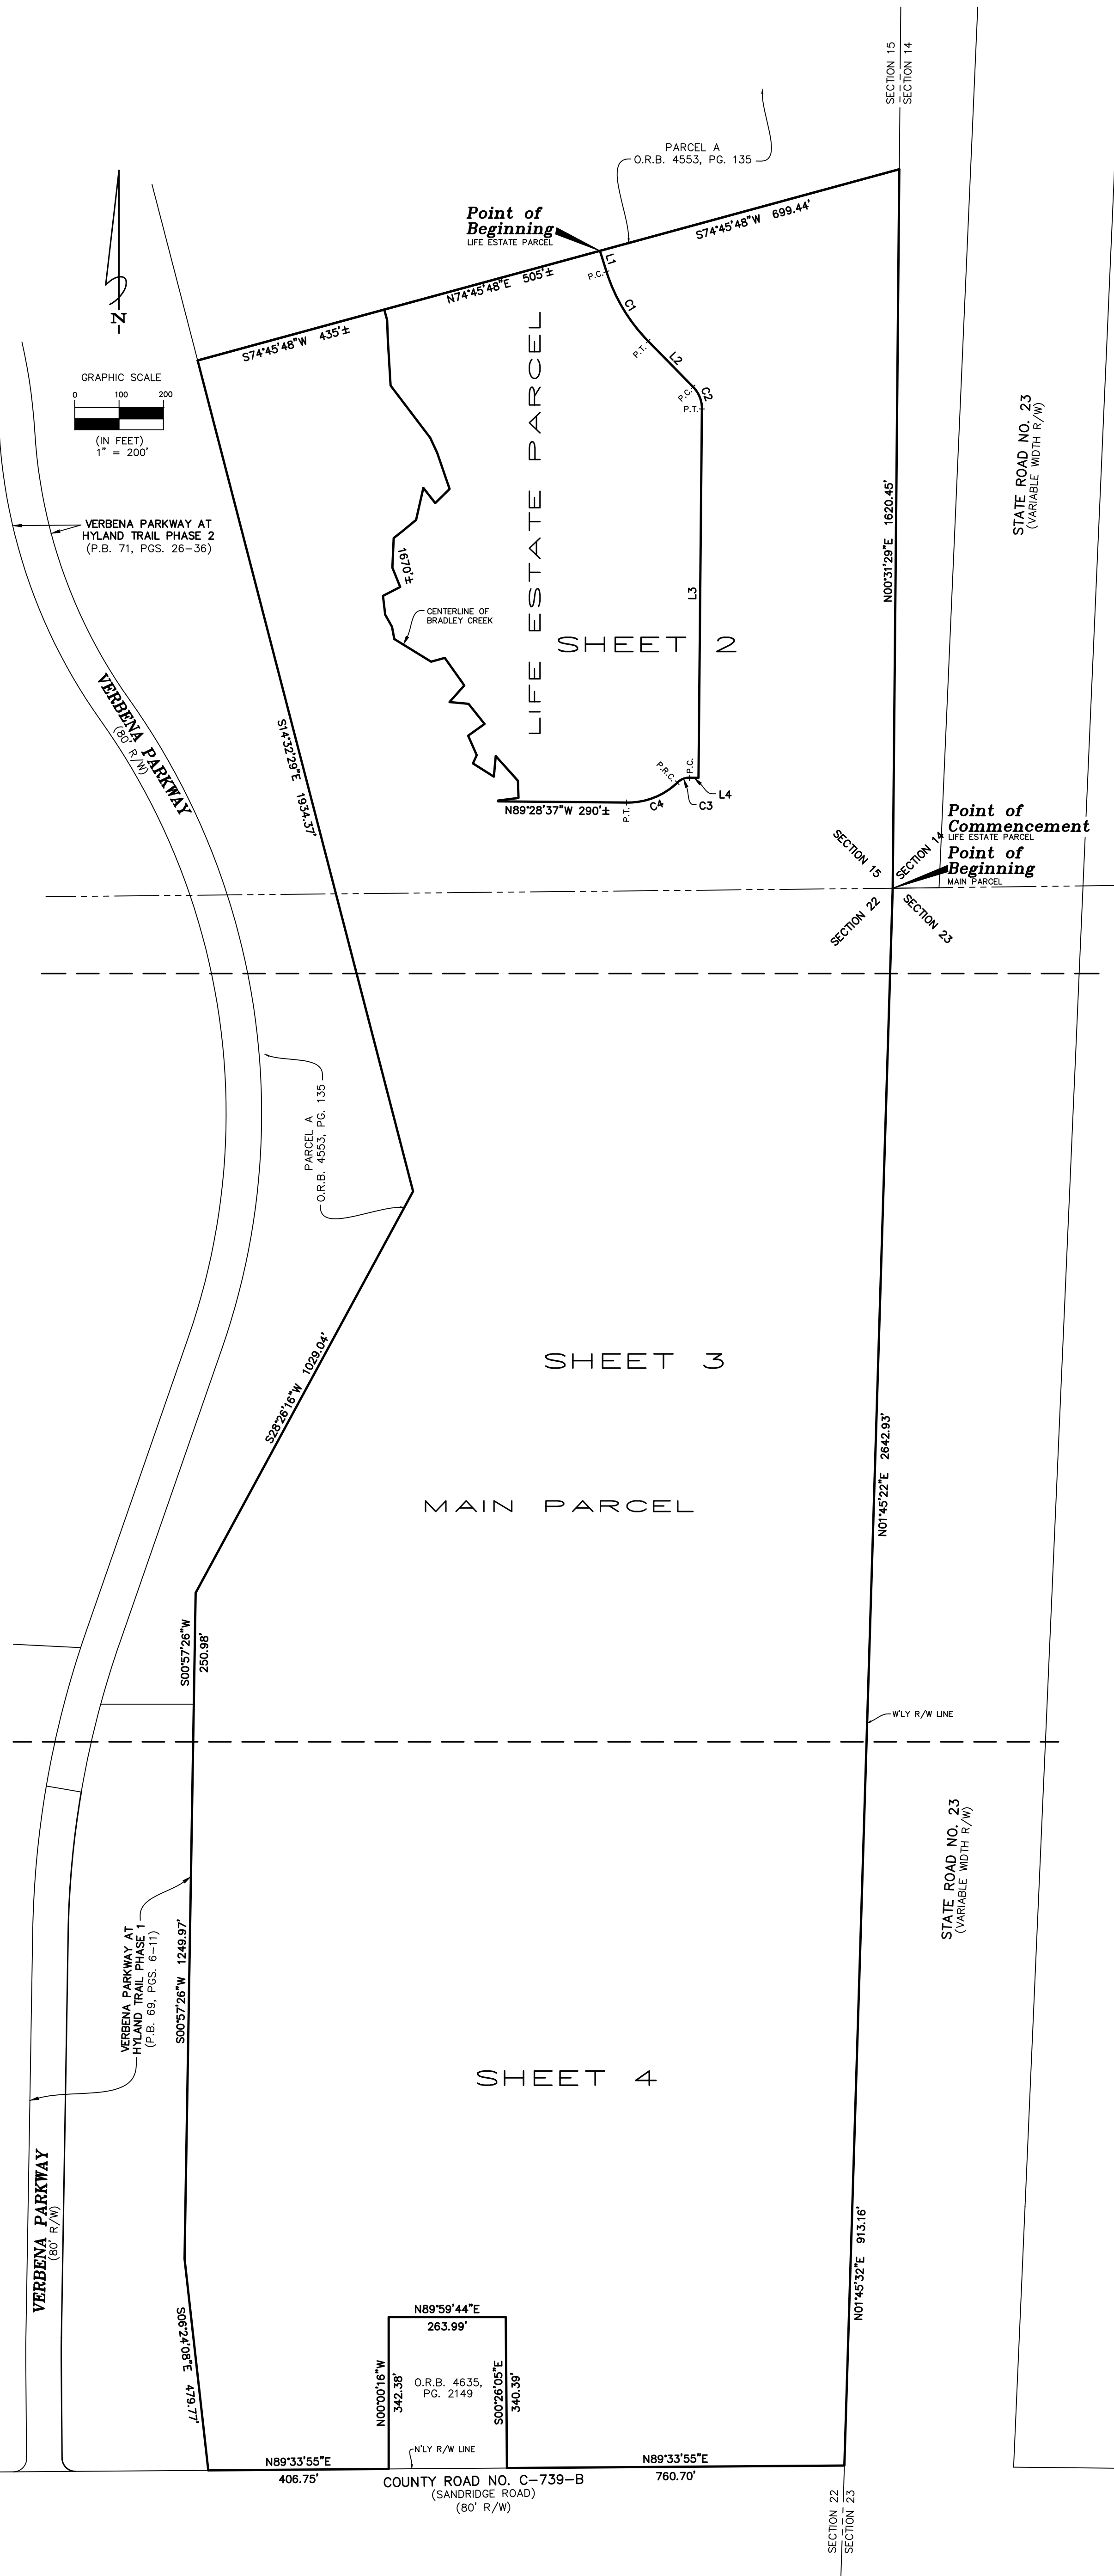 SECTION 15
SECTION 14
PARCEL A
O.R.B. 4553, PG. 135
Point of
Beginning
LIFE ESTATE PARCEL
S74°45'48"W 699.44'
L1
P.C.
N74°45'48"E 505'±
C1
-N-
S74°45'48"W 435'±
P.T.
L2
GRAPHIC SCALE
0 100 200
(IN FEET)
1" = 200'
P.C.
C2
P.T.
LIFE ESTATE PARCEL
STATE ROAD NO. 23
(VARIABLE WIDTH R/W)
N00°31'29"E 1620.45'
VERBENA PARKWAY AT
HYLAND TRAIL PHASE 2
(P.B. 71, PGS. 26-36)
1670'±
L3
CENTERLINE OF
BRADLEY CREEK
SHEET 2
VERBENA PARKWAY
(80' R/W)
S14°32'29"E 1934.37'
P.R.C.
P.C.
L4
C3
C4
P.T.
N89°28'37"W 290'±
Point of
Commencement
LIFE ESTATE PARCEL
Point of
Beginning
MAIN PARCEL
SECTION 15
SECTION 14
SECTION 22
SECTION 23
PARCEL A
O.R.B. 4553, PG. 135
S28°26'16"W 1029.04'
SHEET 3
N01°45'22"E 2642.93'
MAIN PARCEL
S00°57'26"W
250.98'
W'LY R/W LINE
STATE ROAD NO. 23
(VARIABLE WIDTH R/W)
VERBENA PARKWAY AT
HYLAND TRAIL PHASE 1
(P.B. 69, PGS. 6-11)
S00°57'26"W 1249.97'
SHEET 4
VERBENA PARKWAY
(80' R/W)
N01°45'32"E 913.16'
S06°24'08"E 479.77'
N89°59'44"E
263.99'
N00°00'16"W
342.38'
O.R.B. 4635,
PG. 2149
S00°26'05"E
340.39'
N'LY R/W LINE
N89°33'55"E
406.75'
N89°33'55"E
760.70'
COUNTY ROAD NO. C-739-B
(SANDRIDGE ROAD)
(80' R/W)
SECTION 22
SECTION 23